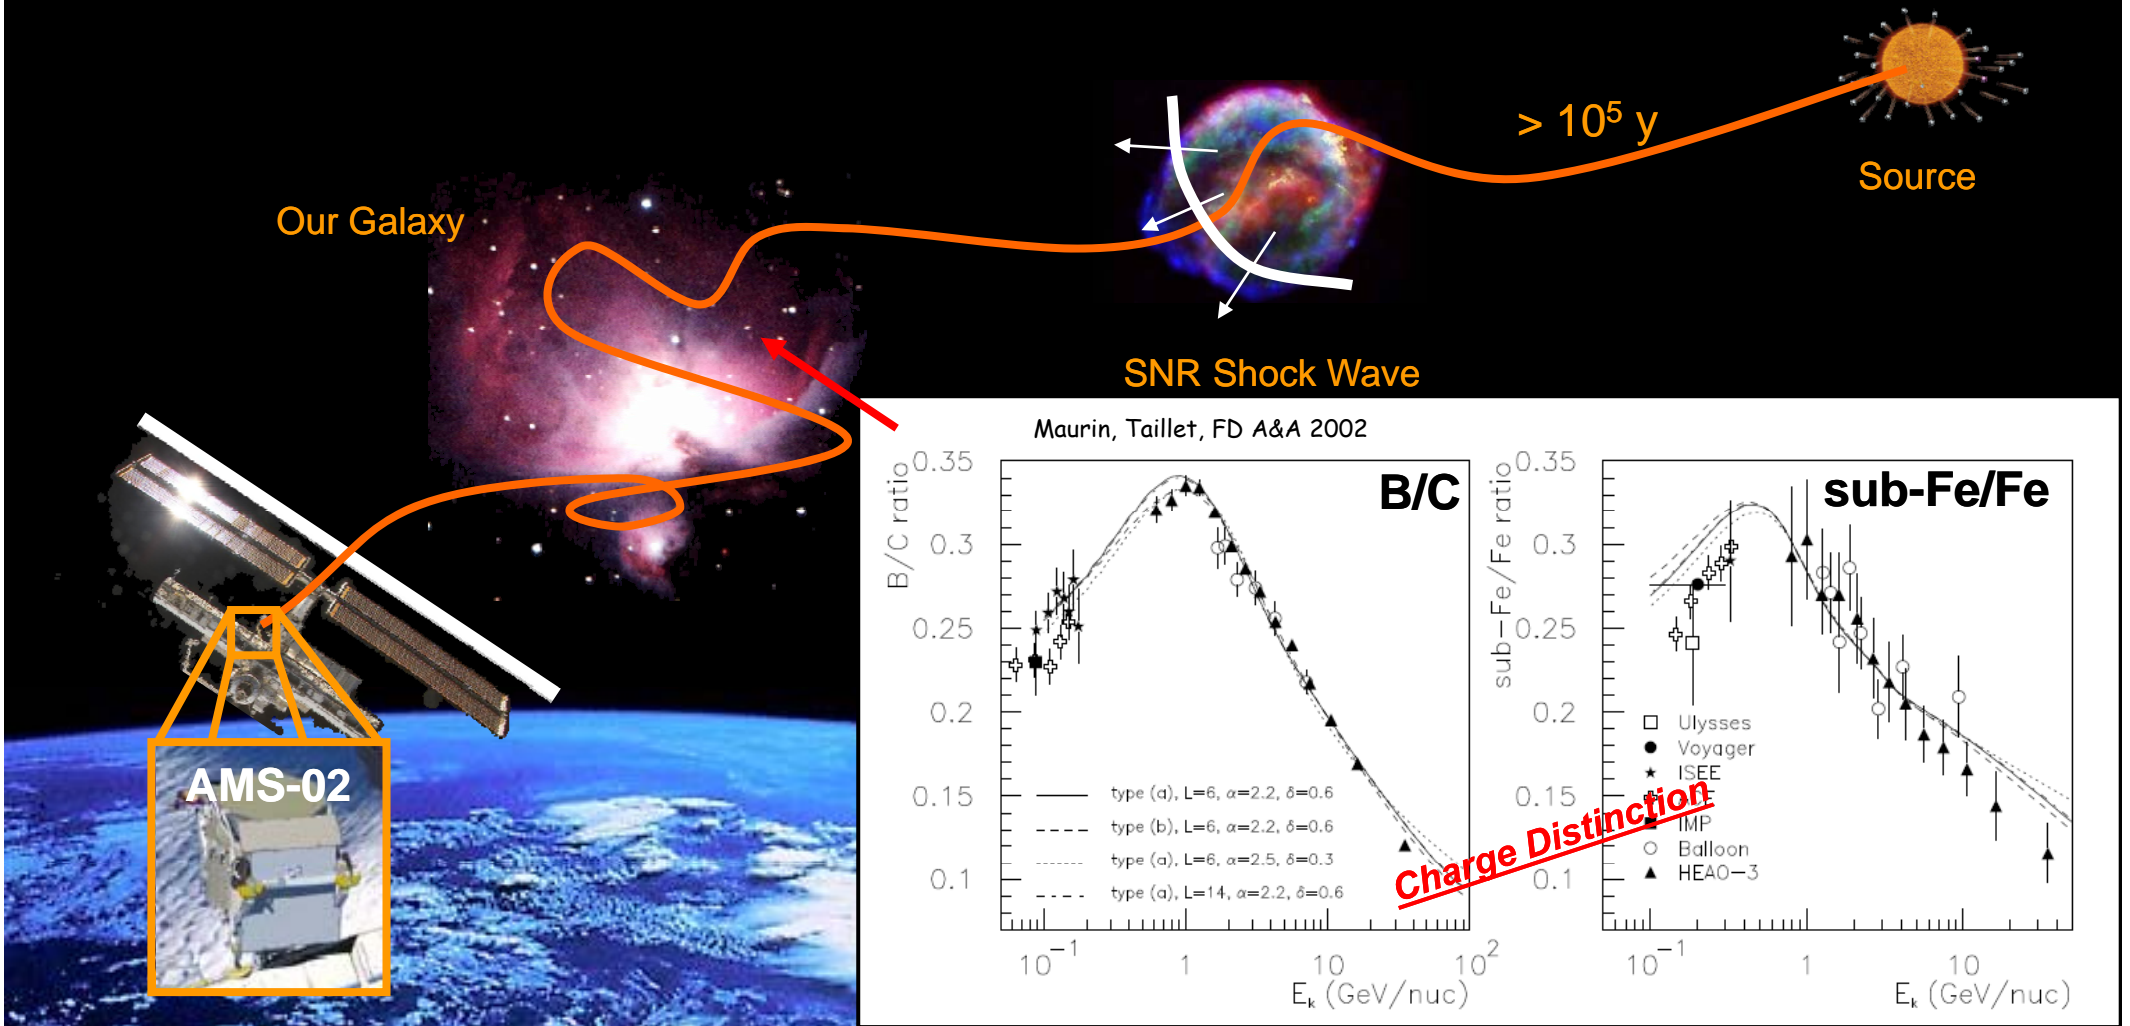 > 10⁵ y
Source
Our Galaxy
SNR Shock Wave
AMS-02
Maurin, Taillet, FD A&A 2002
B/C
B/C ratio
0.35
0.3
0.25
0.2
0.15
0.1
type (a), L=6, α=2.2, δ=0.6
type (b), L=6, α=2.2, δ=0.6
type (a), L=6, α=2.5, δ=0.3
type (a), L=14, α=2.2, δ=0.6
10⁻¹
1
10
10²
Eₖ (GeV/nuc)
Charge Distinction
sub-Fe/Fe
sub-Fe/Fe ratio
0.35
0.3
0.25
0.2
0.15
0.1
Ulysses
Voyager
ISEE
IMP
Balloon
HEAO-3
10⁻¹
1
10
Eₖ (GeV/nuc)